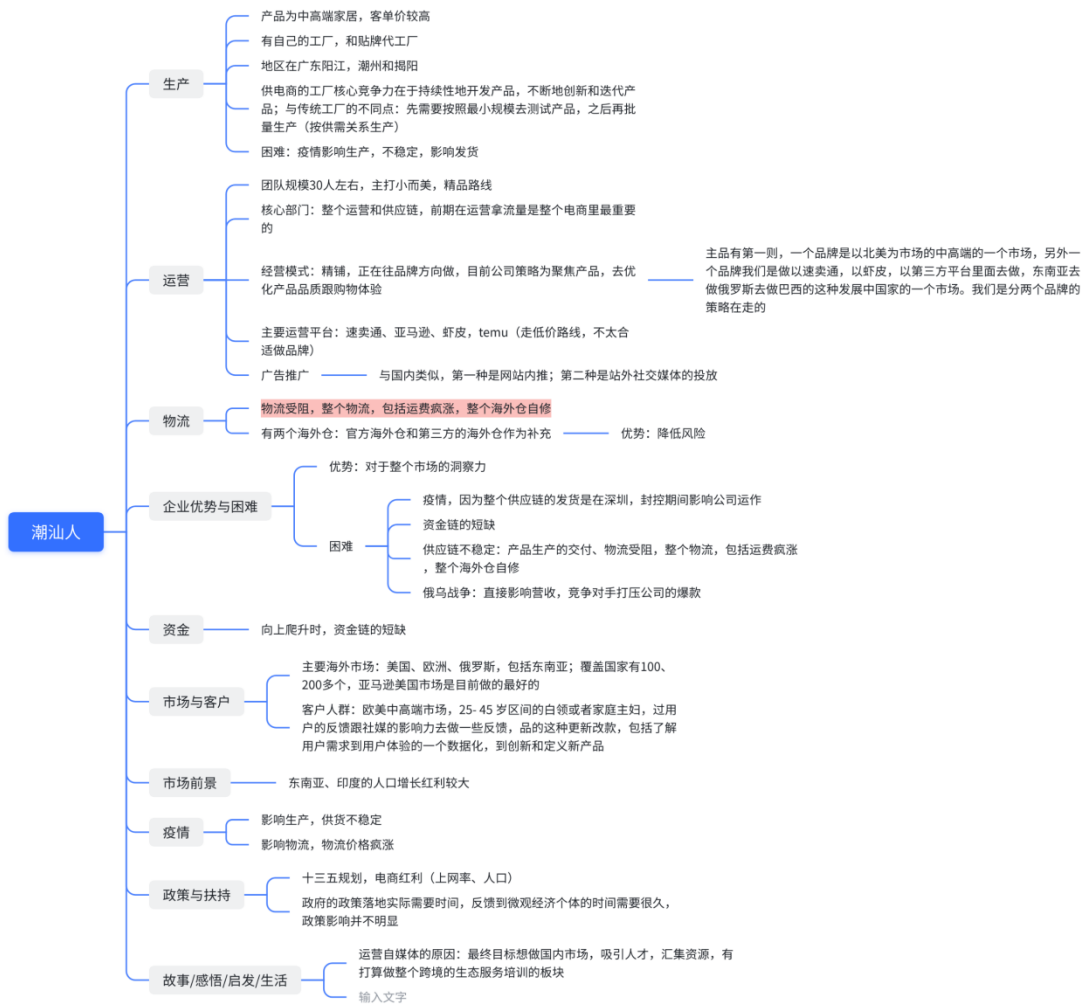 产品为中高端家居，客单价较高
有自己的工厂，和贴牌代工厂
地区在广东阳江，潮州和揭阳
生产
供电商的工厂核心竞争力在于持续性地开发产品，不断地创新和迭代产
品；与传统工厂的不同点：先需要按照最小规模去测试产品，之后再批
量生产（按供需关系生产）
困难：疫情影响生产，不稳定，影响发货
团队规模30人左右，主打小而美，精品路线
核心部门：整个运营和供应链，前期在运营拿流量是整个电商里最重要
的
运营
经营模式：精铺，正在往品牌方向做，目前公司策略为聚焦产品，去优
化产品品质跟购物体验
主品有第一则，一个品牌是以北美为市场的中高端的一个市场，另外一
个品牌我们是做以速卖通，以虾皮，以第三方平台里面去做，东南亚去
做俄罗斯去做巴西的这种发展中国家的一个市场。我们是分两个品牌的
策略在走的
主要运营平台：速卖通、亚马逊、虾皮，temu（走低价路线，不太合
适做品牌）
广告推广
与国内类似，第一种是网站内推；第二种是站外社交媒体的投放
物流
物流受阻，整个物流，包括运费疯涨，整个海外仓自修
有两个海外仓：官方海外仓和第三方的海外仓作为补充
优势：降低风险
潮汕人
企业优势与困难
优势：对于整个市场的洞察力
困难
疫情，因为整个供应链的发货是在深圳，封控期间影响公司运作
资金链的短缺
供应链不稳定：产品生产的交付、物流受阻，整个物流，包括运费疯涨
，整个海外仓自修
俄乌战争：直接影响营收，竞争对手打压公司的爆款
资金
向上爬升时，资金链的短缺
市场与客户
主要海外市场：美国、欧洲、俄罗斯，包括东南亚；覆盖国家有100、
200多个，亚马逊美国市场是目前做的最好的
客户人群：欧美中高端市场，25- 45 岁区间的白领或者家庭主妇，过用
户的反馈跟社媒的影响力去做一些反馈，品的这种更新改款，包括了解
用户需求到用户体验的一个数据化，到创新和定义新产品
市场前景
东南亚、印度的人口增长红利较大
疫情
影响生产，供货不稳定
影响物流，物流价格疯涨
政策与扶持
十三五规划，电商红利（上网率、人口）
政府的政策落地实际需要时间，反馈到微观经济个体的时间需要很久，
政策影响并不明显
故事/感悟/启发/生活
运营自媒体的原因：最终目标想做国内市场，吸引人才，汇集资源，有
打算做整个跨境的生态服务培训的板块
输入文字